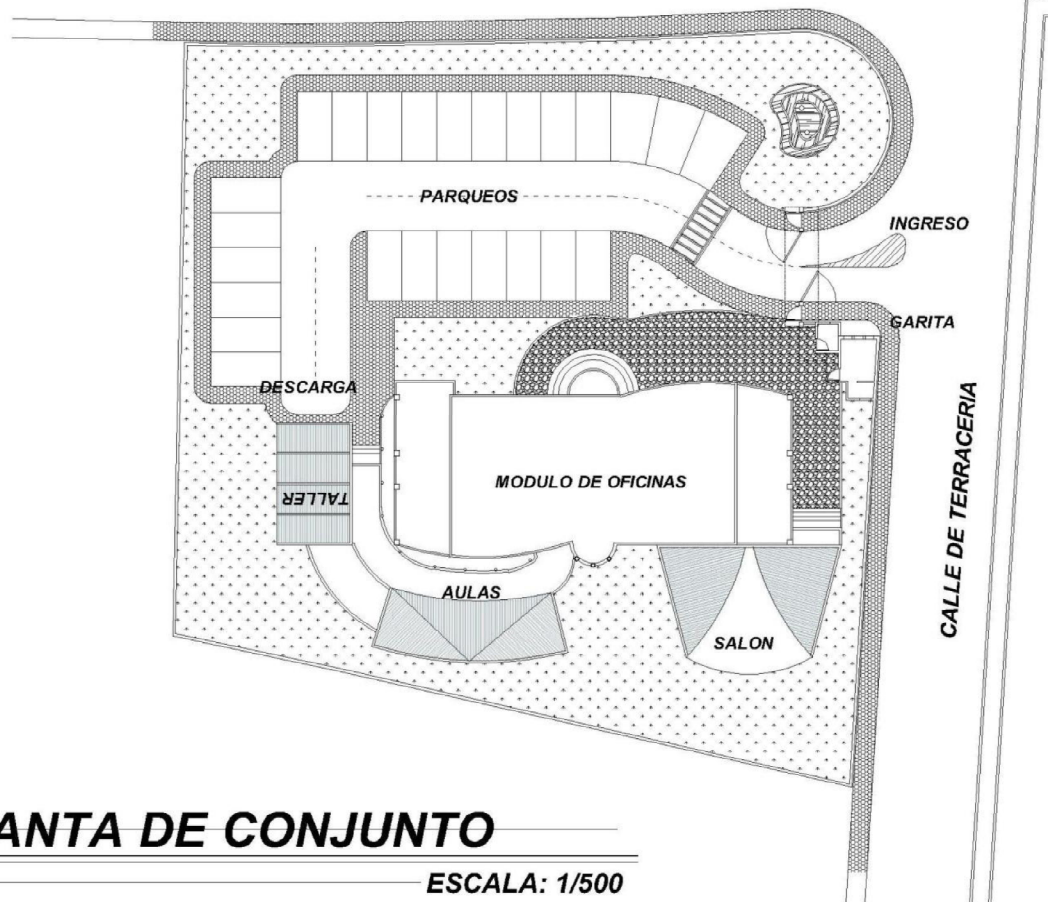 PARQUEOS
INGRESO
GARITA
DESCARGA
CALLE DE TERRACERIA
MODULO DE OFICINAS
TALLER
AULAS
SALON
ANTA DE CONJUNTO
ESCALA: 1/500